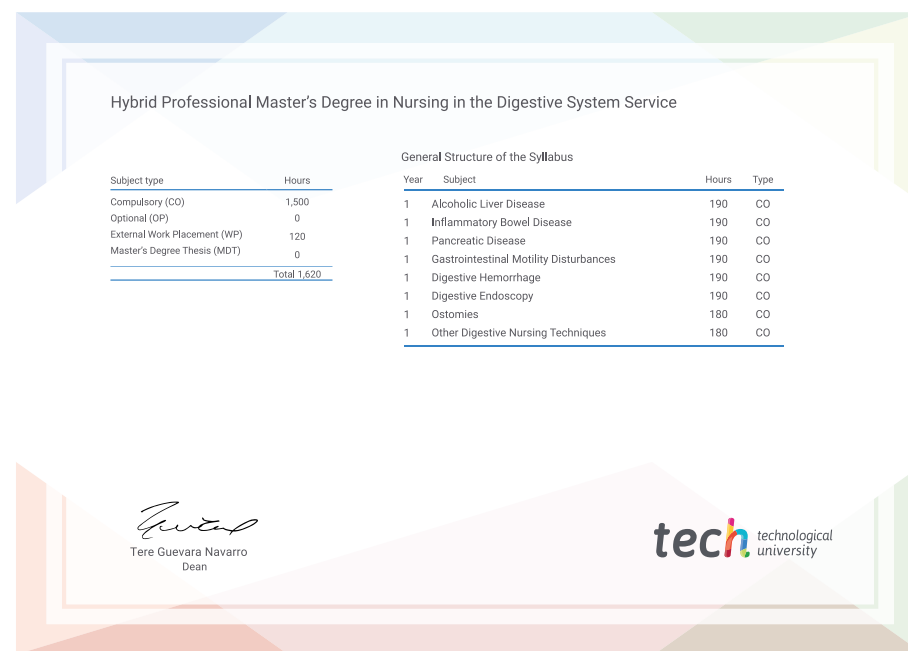 Hybrid Professional Master's Degree in Nursing in the Digestive System Service
Subject type Hours
Compulsory (CO) 1,500
Optional (OP) 0
External Work Placement (WP) 120
Master's Degree Thesis (MDT) 0
Total 1,620
General Structure of the Syllabus
Year Subject Hours Type
1 Alcoholic Liver Disease 190 CO
1 Inflammatory Bowel Disease 190 CO
1 Pancreatic Disease 190 CO
1 Gastrointestinal Motility Disturbances 190 CO
1 Digestive Hemorrhage 190 CO
1 Digestive Endoscopy 190 CO
1 Ostomies 180 CO
1 Other Digestive Nursing Techniques 180 CO
Tere Guevara Navarro
Dean
tech technological
university